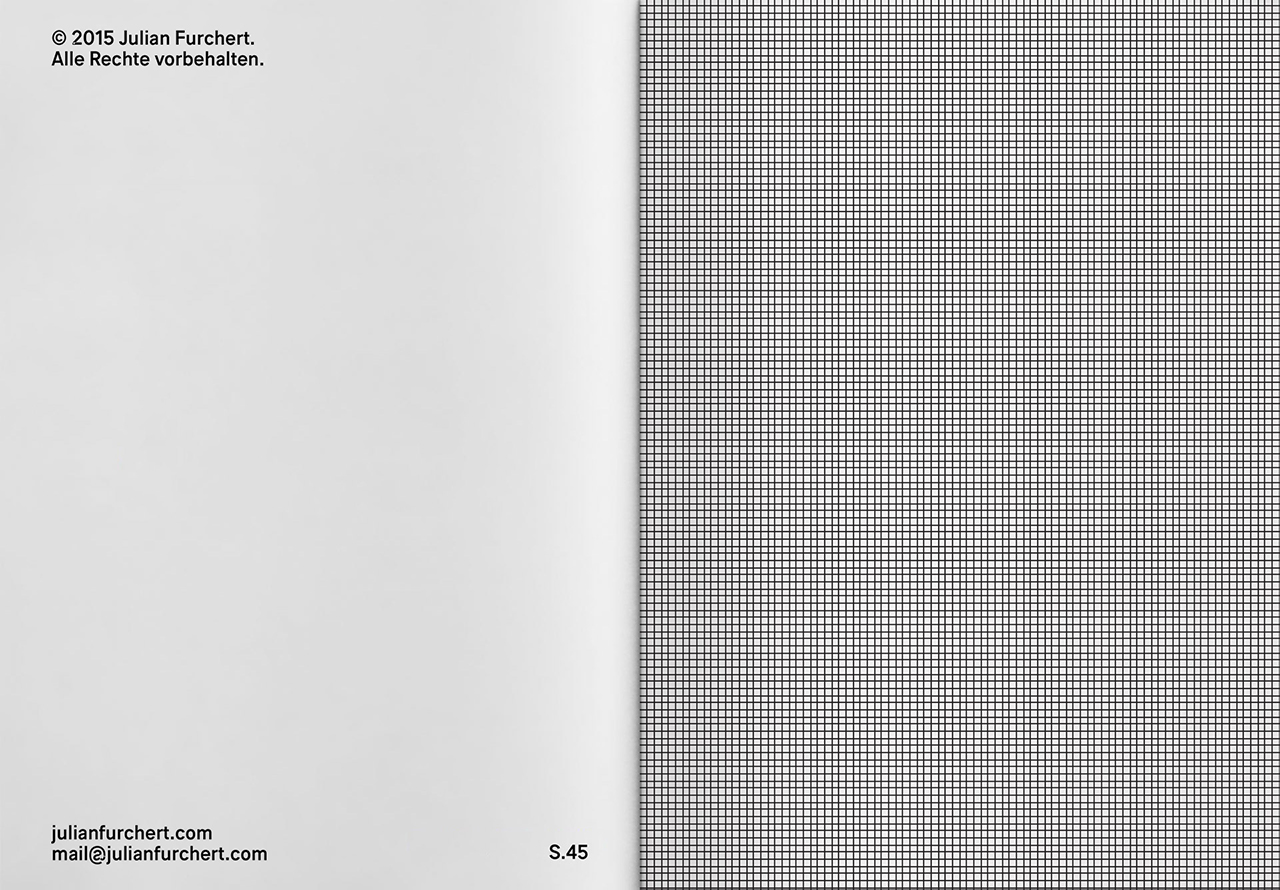 © 2015 Julian Furchert.
Alle Rechte vorbehalten.
julianfurchert.com
mail@julianfurchert.com
S.45